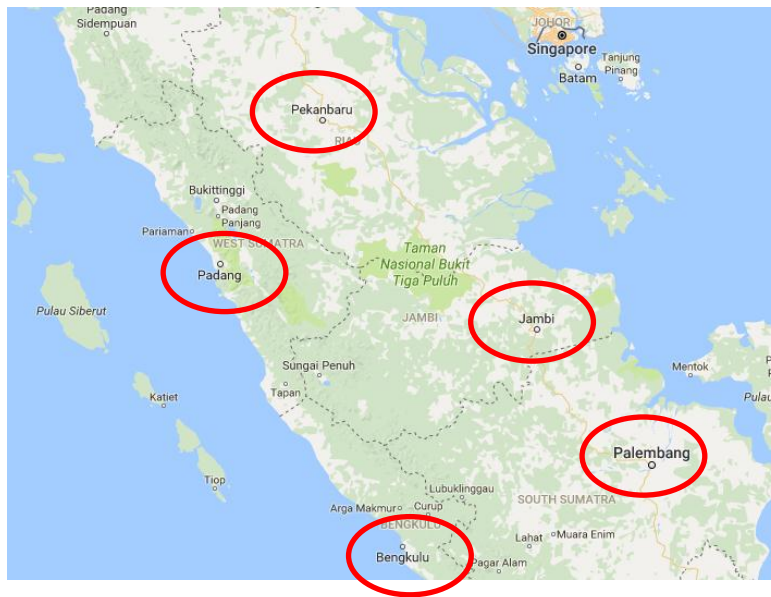 Padang
Sidempuan
JOHOR
Singapore
Tanjung
Pinang
Batam
Pekanbaru
RIAU
Bukittinggi
Padang
Panjang
Pariaman
WEST SUMATRA
Padang
Taman
Nasional Bukit
Tiga Puluh
Pulau Siberut
JAMBI
Jambi
Sungai Penuh
Mentok
Tapan
Katiet
Pulau
Palembang
Tiop
Lubuklinggau
SOUTH SUMATRA
Arga Makmur
Curup
BENGKULU
Bengkulu
Lahat
Muara Enim
Pagar Alam